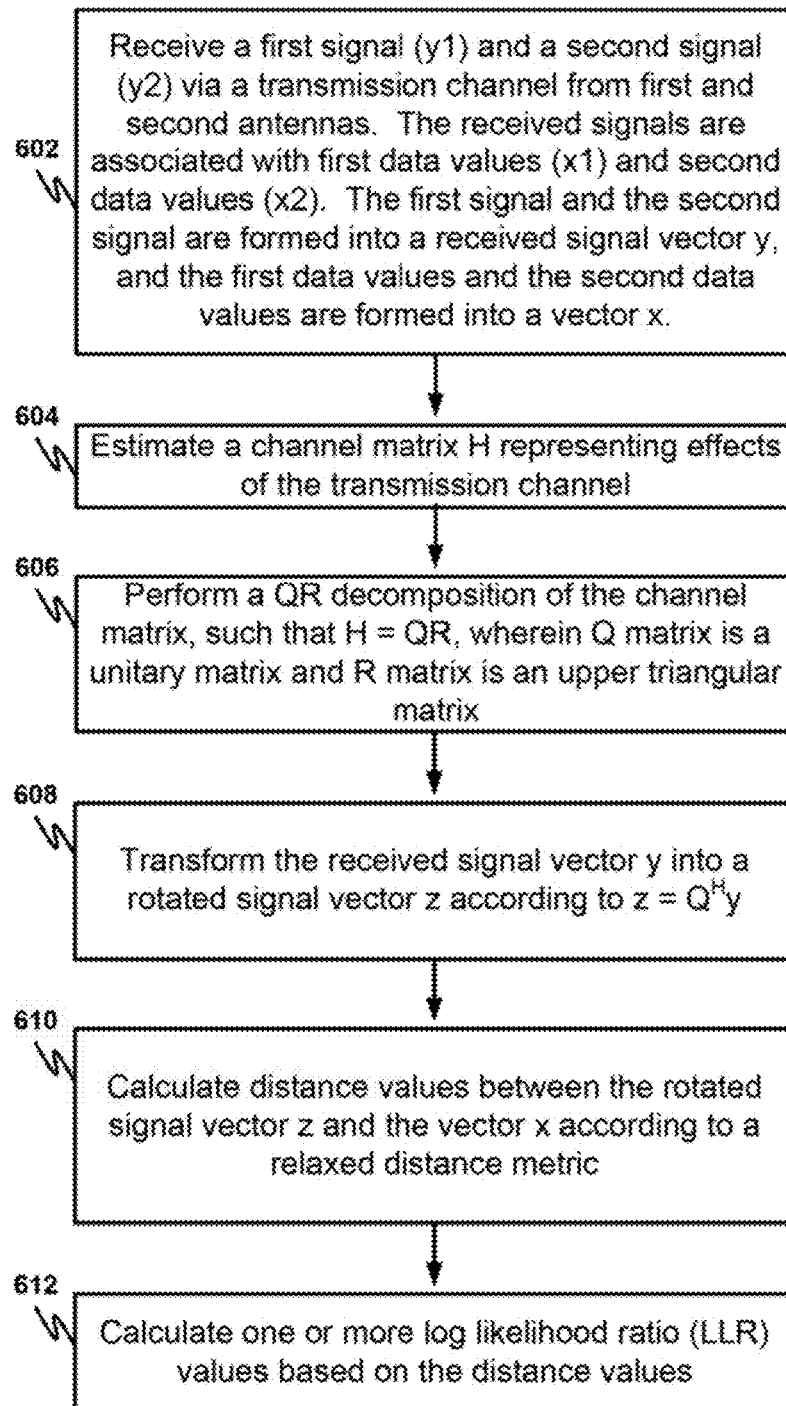 Receive a first signal (y1) and a second signal
(y2) via a transmission channel from first and
second antennas. The received signals are
602
associated with first data values (x1) and second
data values (x2). The first signal and the second
signal are formed into a received signal vector y,
and the first data values and the second data
values are formed into a vector x.
604
Estimate a channel matrix H representing effects
of the transmission channel
606
Perform a QR decomposition of the channel
matrix, such that H = QR, wherein Q matrix is a
unitary matrix and R matrix is an upper triangular
matrix
608
Transform the received signal vector y into a
rotated signal vector z according to z = Qᴴy
610
Calculate distance values between the rotated
signal vector z and the vector x according to a
relaxed distance metric
612
Calculate one or more log likelihood ratio (LLR)
values based on the distance values